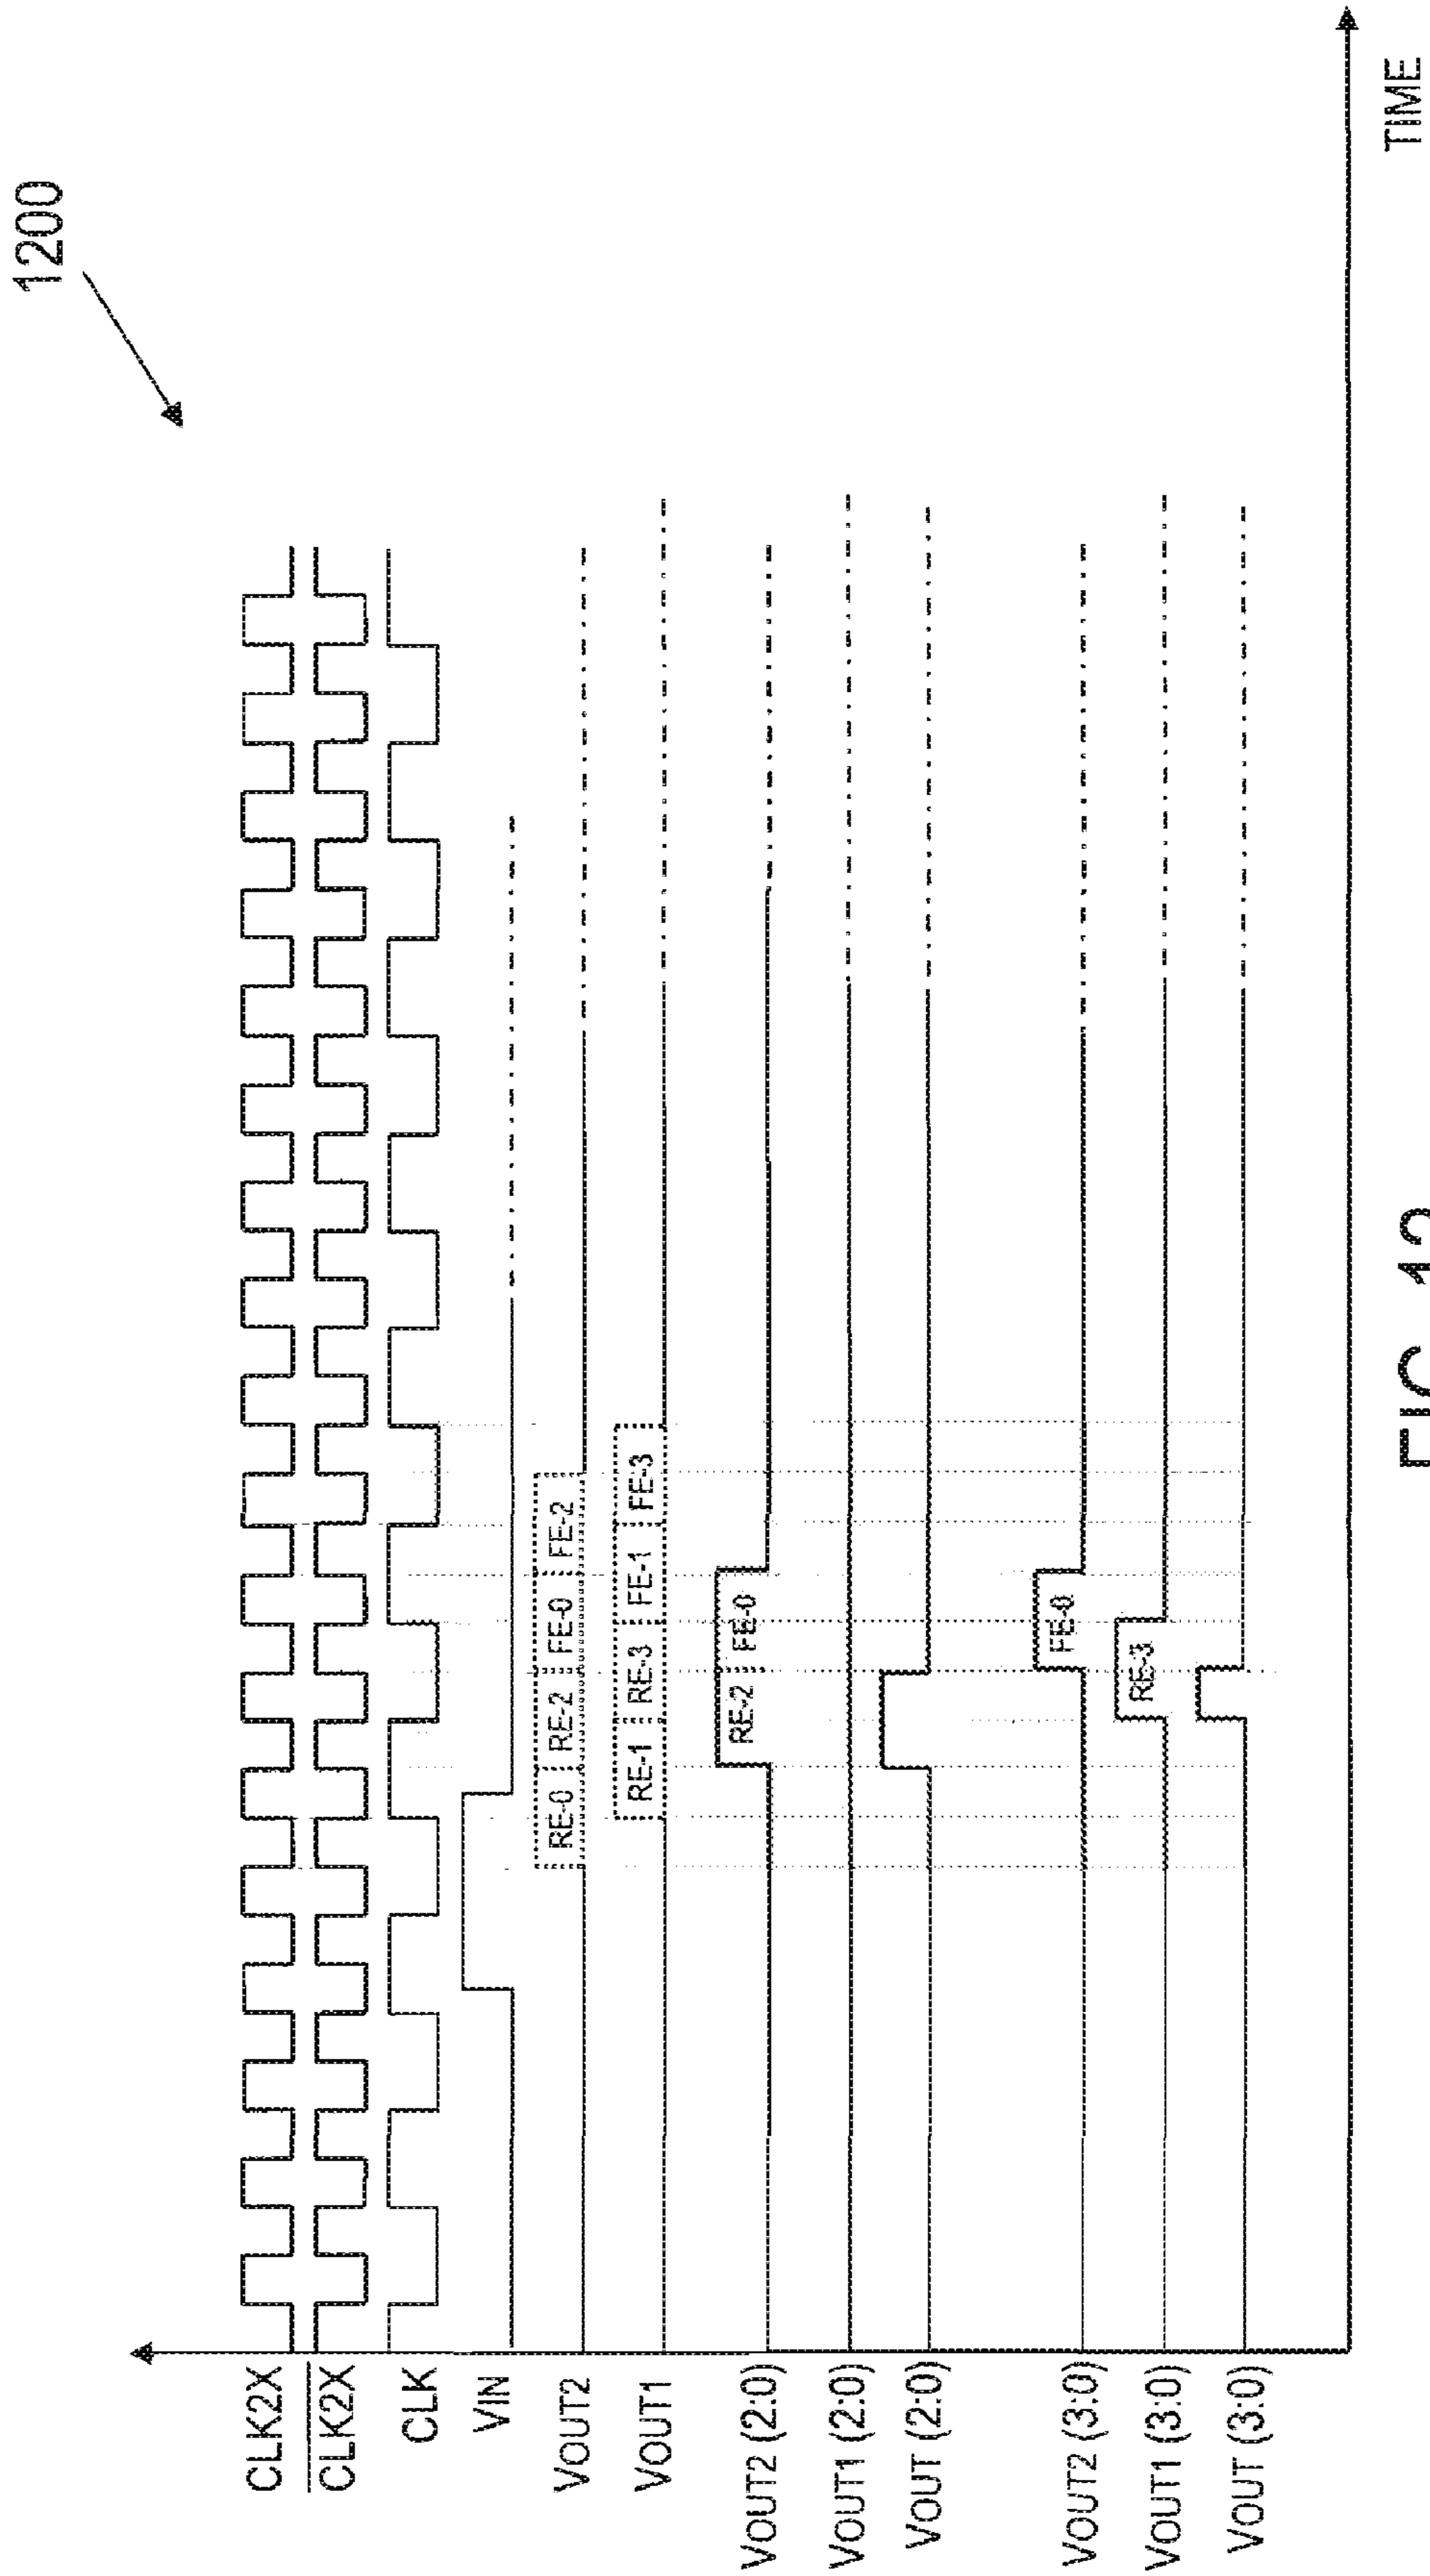 1200
CLK2X
CLK2X
CLK
VIN
VOUT2
RE-0 RE-2 FE-0 FE-2
VOUT1
RE-1 RE-3 FE-1 FE-3
VOUT2 (2:0)
RE-2 FE-0
VOUT1 (2:0)
VOUT (2:0)
VOUT2 (3:0)
FE-0
VOUT1 (3:0)
RE-3
VOUT (3:0)
TIME